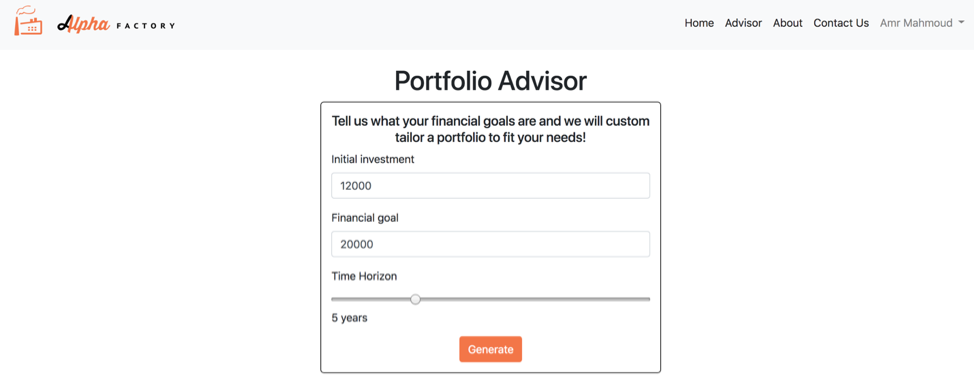 Alpha FACTORY
Home Advisor About Contact Us Amr Mahmoud
Portfolio Advisor
Tell us what your financial goals are and we will custom
tailor a portfolio to fit your needs!
Initial investment
12000
Financial goal
20000
Time Horizon
5 years
Generate